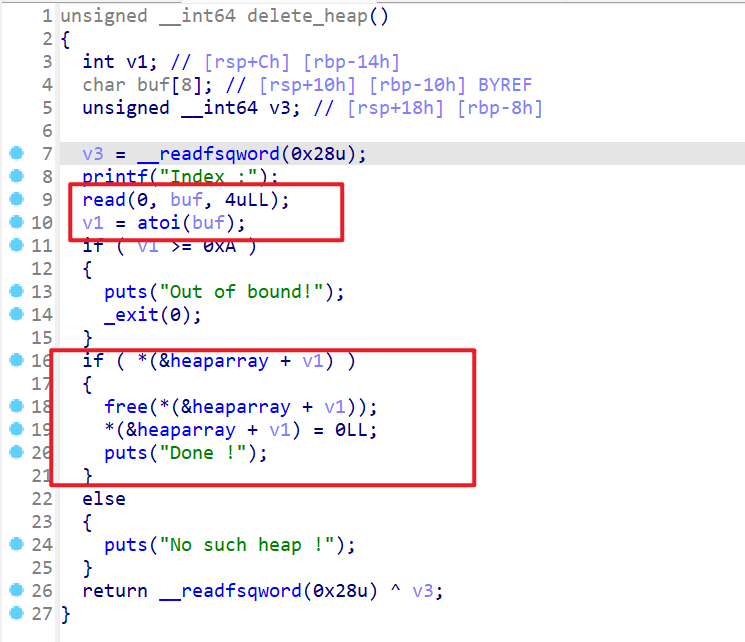 1 unsigned __int64 delete_heap()
2 {
3 int v1; // [rsp+Ch] [rbp-14h]
4 char buf[8]; // [rsp+10h] [rbp-10h] BYREF
5 unsigned __int64 v3; // [rsp+18h] [rbp-8h]
6
7 v3 = __readfsqword(0x28u);
8 printf("Index :");
9 read(0, buf, 4uLL);
10 v1 = atoi(buf);
11 if ( v1 >= 0xA )
12 {
13 puts("Out of bound!");
14 _exit(0);
15 }
16 if ( *(&heaparray + v1) )
17 {
18 free(*(&heaparray + v1));
19 *(&heaparray + v1) = 0LL;
20 puts("Done !");
21 }
22 else
23 {
24 puts("No such heap !");
25 }
26 return __readfsqword(0x28u) ^ v3;
27 }